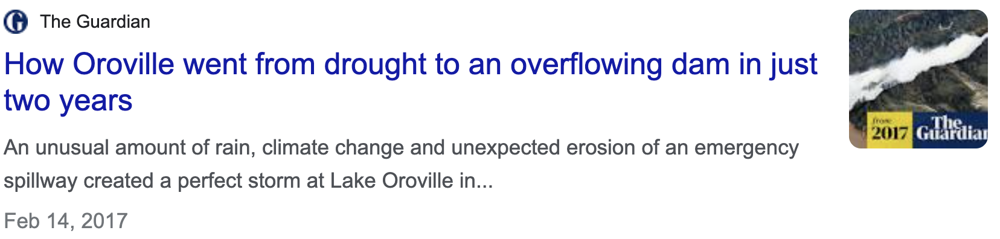 The Guardian
How Oroville went from drought to an overflowing dam in just
two years
An unusual amount of rain, climate change and unexpected erosion of an emergency
spillway created a perfect storm at Lake Oroville in...
Feb 14, 2017
from
2017
The
Guardian